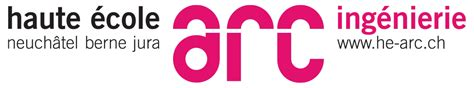 haute école
neuchâtel berne jura
arc
ingénierie
www.he-arc.ch